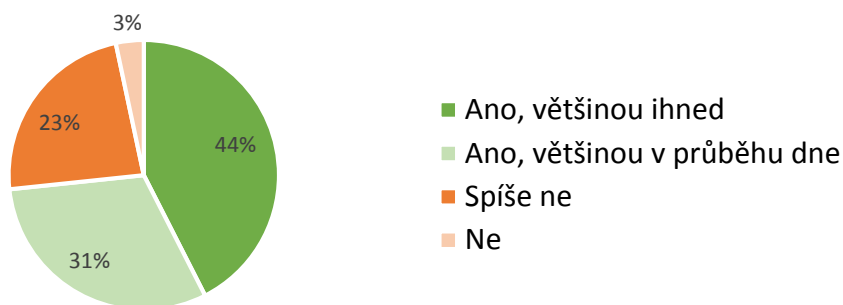 3%
23%
44%
31%
Ano, většinou ihned
Ano, většinou v průběhu dne
Spíše ne
Ne